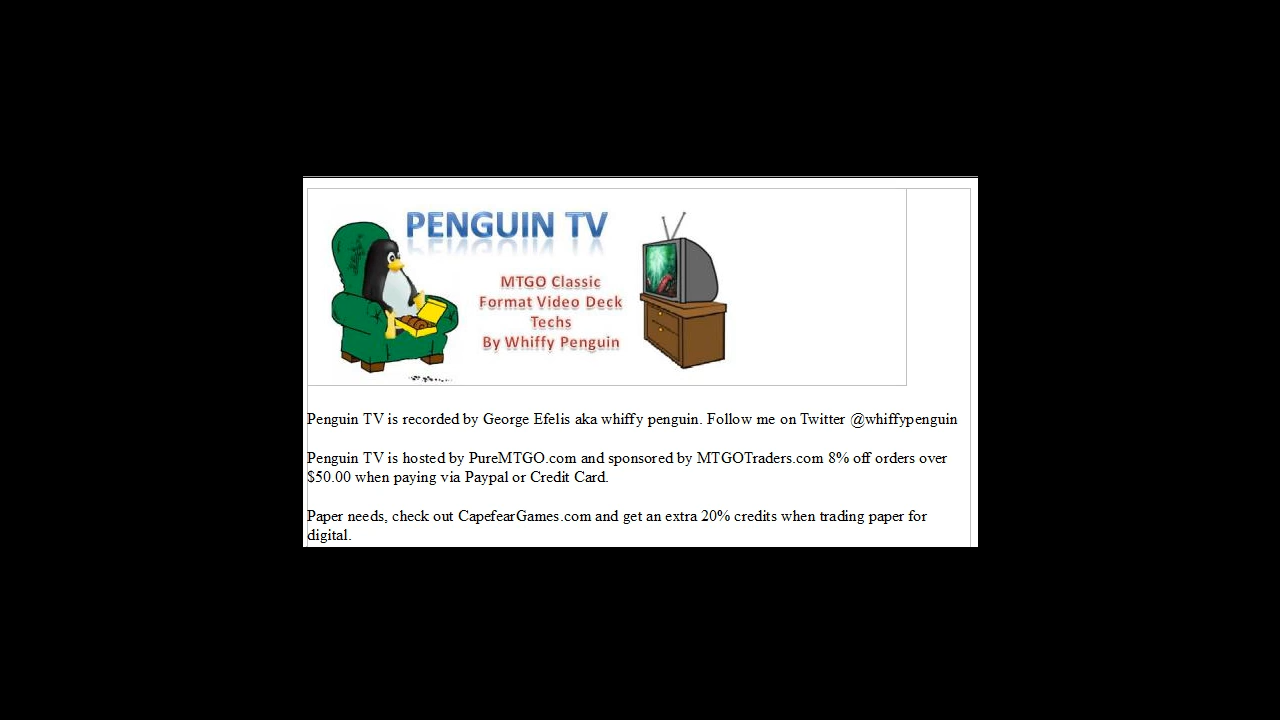 PENGUIN TV
MTGO Classic
Format Video Deck
Techs
By Whiffy Penguin
Penguin TV is recorded by George Efelis aka whiffy penguin. Follow me on Twitter @whiffypenguin
Penguin TV is hosted by PureMTGO.com and sponsored by MTGOTraders.com 8% off orders over
$50.00 when paying via Paypal or Credit Card.
Paper needs, check out CapefearGames.com and get an extra 20% credits when trading paper for
digital.